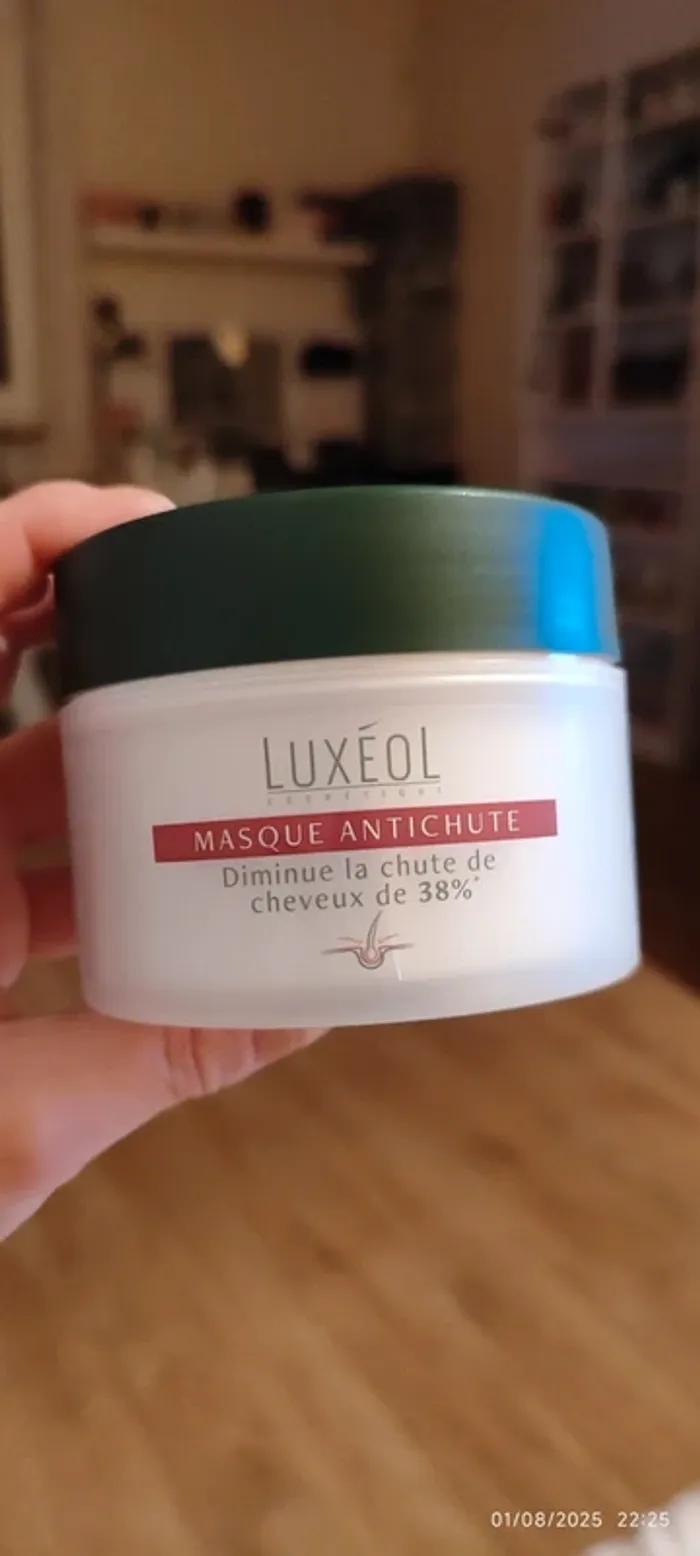 LUXÉOL
MASQUE ANTICHUTE
Diminue la chute de
cheveux de 38%*
01/08/2025 22:25